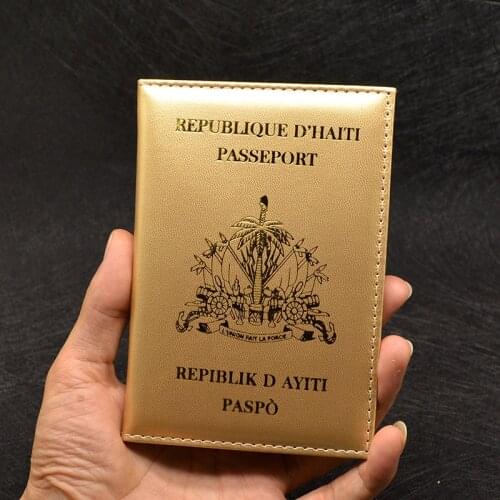 REPUBLIQUE D'HAITI
PASSEPORT
L'UNION FAIT LA FORCE
REPIBLIK D AYITI
PASPÒ